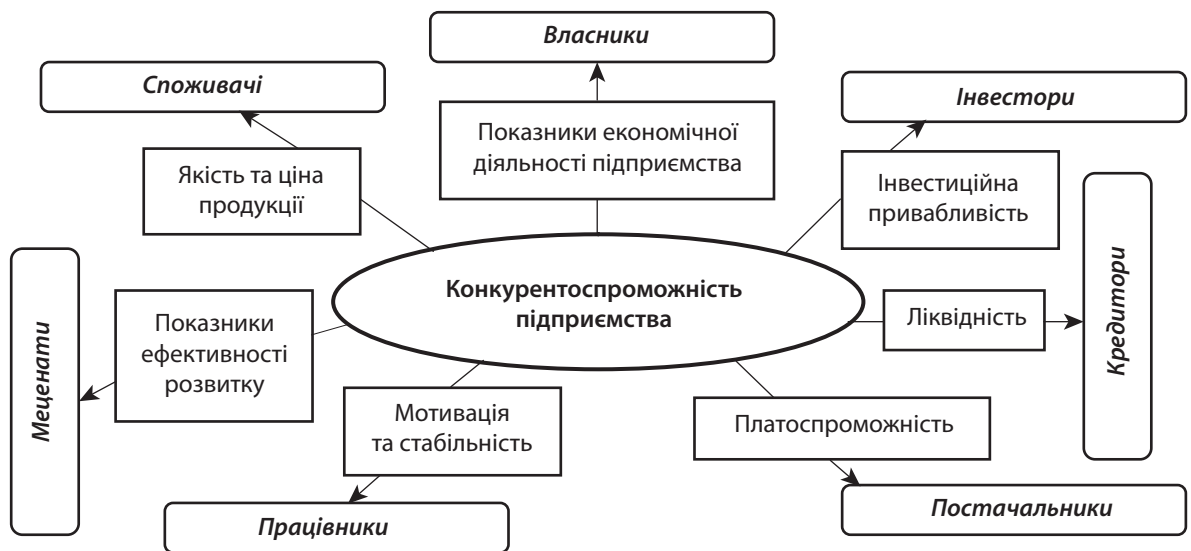 Власники
Споживачі
Інвестори
Показники економічної
діяльності підприємства
Якість та ціна
продукції
Інвестиційна
привабливість
Конкурентоспроможність
підприємства
Показники
ефективності
розвитку
Ліквідність
Меценати
Кредитори
Мотивація
та стабільність
Платоспроможність
Працівники
Постачальники